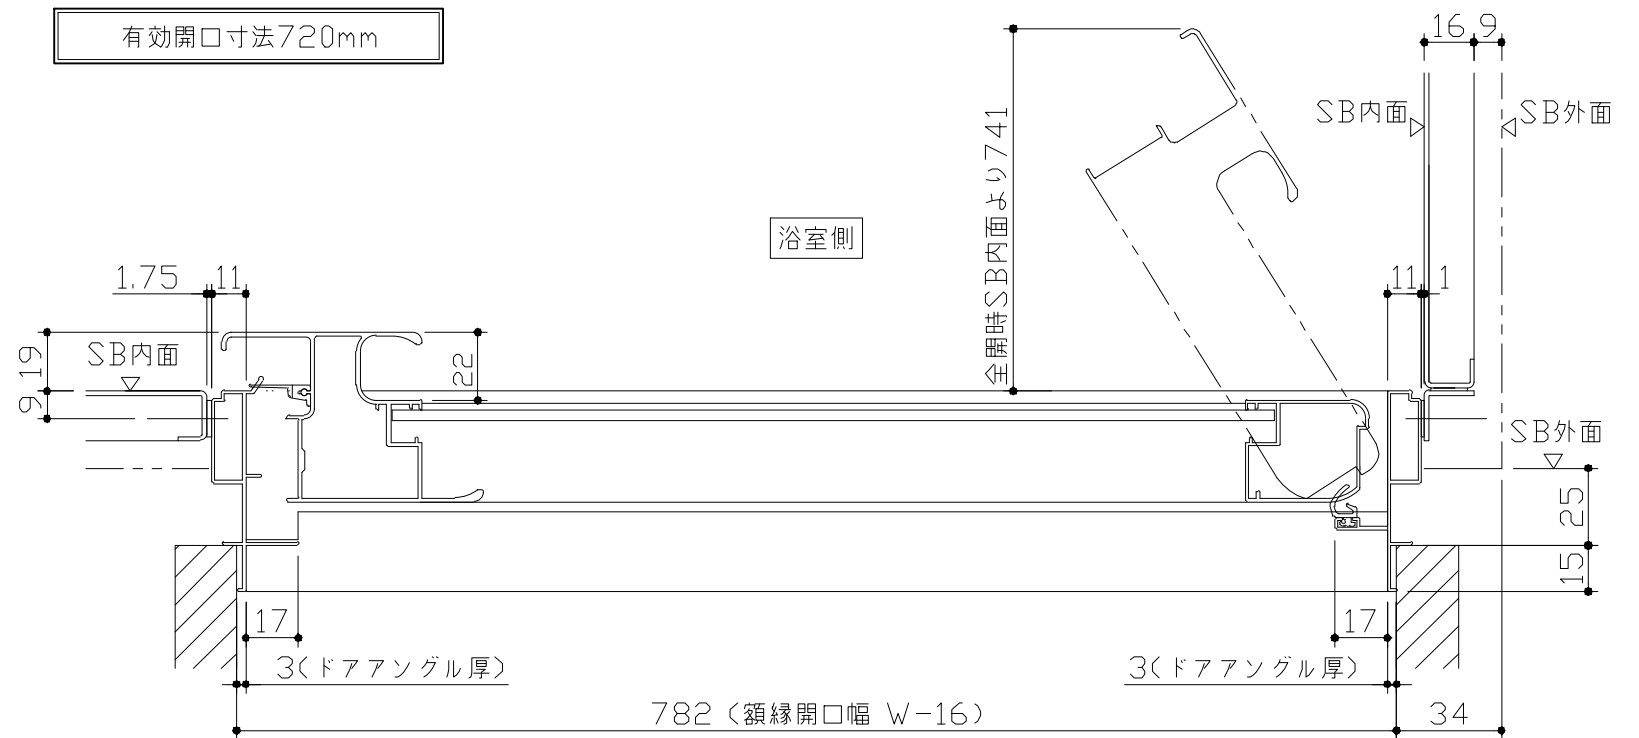 有効開口寸法720mm
16 9
SB内面
SB外面
全開時SB内面より741
浴室側
1.75 11
11 1
19
SB内面
22
9
SB外面
25
15
17
17
3(ドアアングル厚)
3(ドアアングル厚)
782 (額縁開口幅 W-16)
34